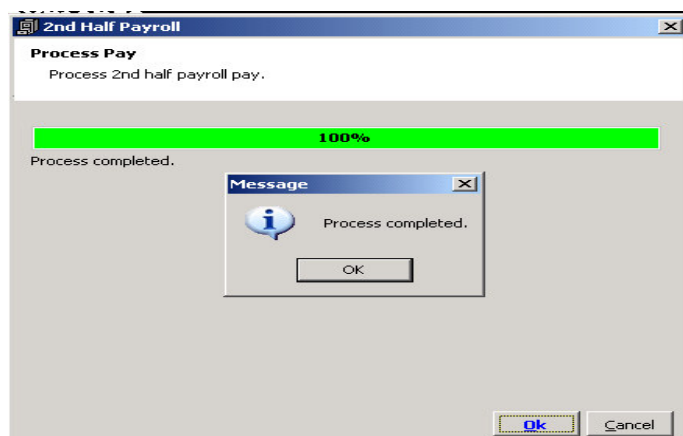 2nd Half Payroll
Process Pay
Process 2nd half payroll pay.
100%
Process completed.
Message
Process completed.
OK
Ok Cancel